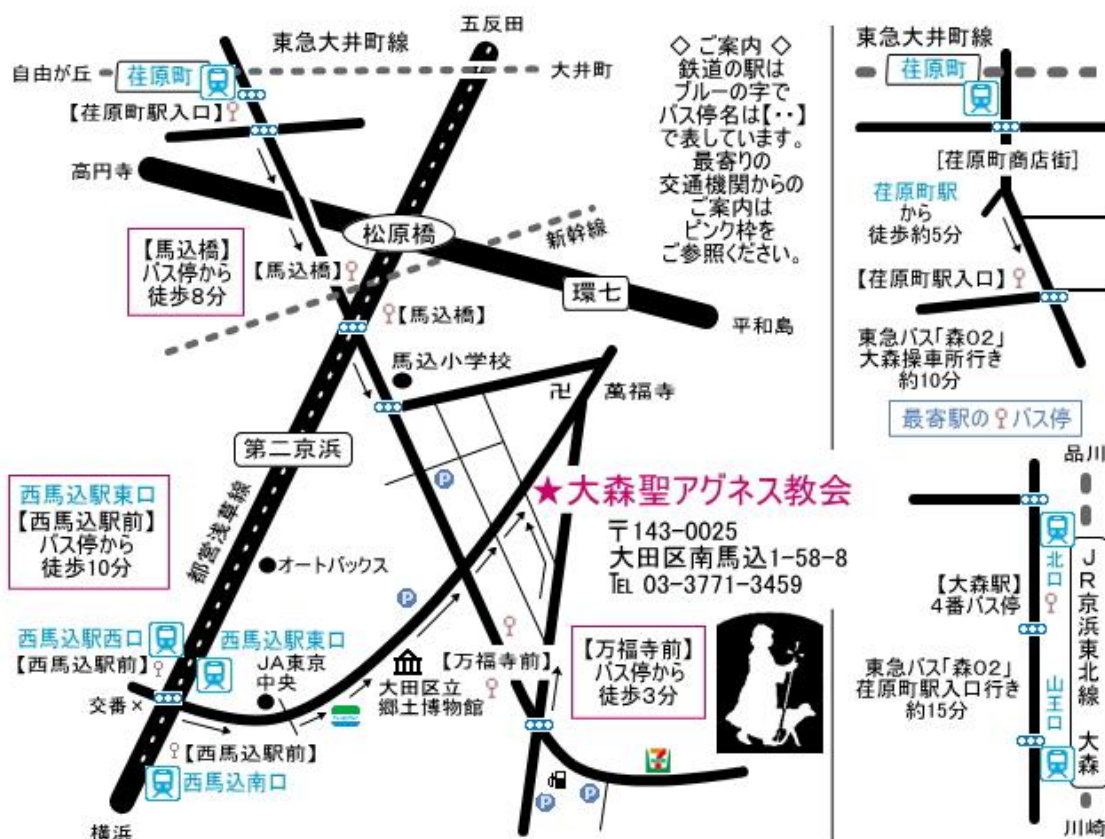 五反田
東急大井町線
自由が丘
荏原町
大井町
【荏原町駅入口】
高円寺
松原橋
新幹線
【馬込橋】
バス停から
徒歩8分
【馬込橋】
【馬込橋】
環七
平和島
馬込小学校
卍
萬福寺
第二京浜
◇ ご案内 ◇
鉄道の駅は
ブルーの字で
バス停名は【・・】
で表しています。
最寄りの
交通機関からの
ご案内は
ピンク枠を
ご参照ください。
西馬込駅東口
【西馬込駅前】
バス停から
徒歩10分
都営浅草線
オートバックス
P
P
★大森聖アグネス教会
〒143-0025
大田区南馬込1-58-8
℡ 03-3771-3459
西馬込駅西口
【西馬込駅前】
西馬込駅東口
JA東京
中央
交番×
大田区立
郷土博物館
【万福寺前】
【万福寺前】
バス停から
徒歩3分
【西馬込駅前】
西馬込南口
横浜
P
P
7
東急大井町線
荏原町
[荏原町商店街]
荏原町駅
から
徒歩約5分
【荏原町駅入口】
東急バス「森02」
大森操車所行き
約10分
最寄駅のバス停
品川
北口
【大森駅】
4番バス停
JR京浜東北線 大森
東急バス「森02」
荏原町駅入口行き
約15分
山王口
川崎